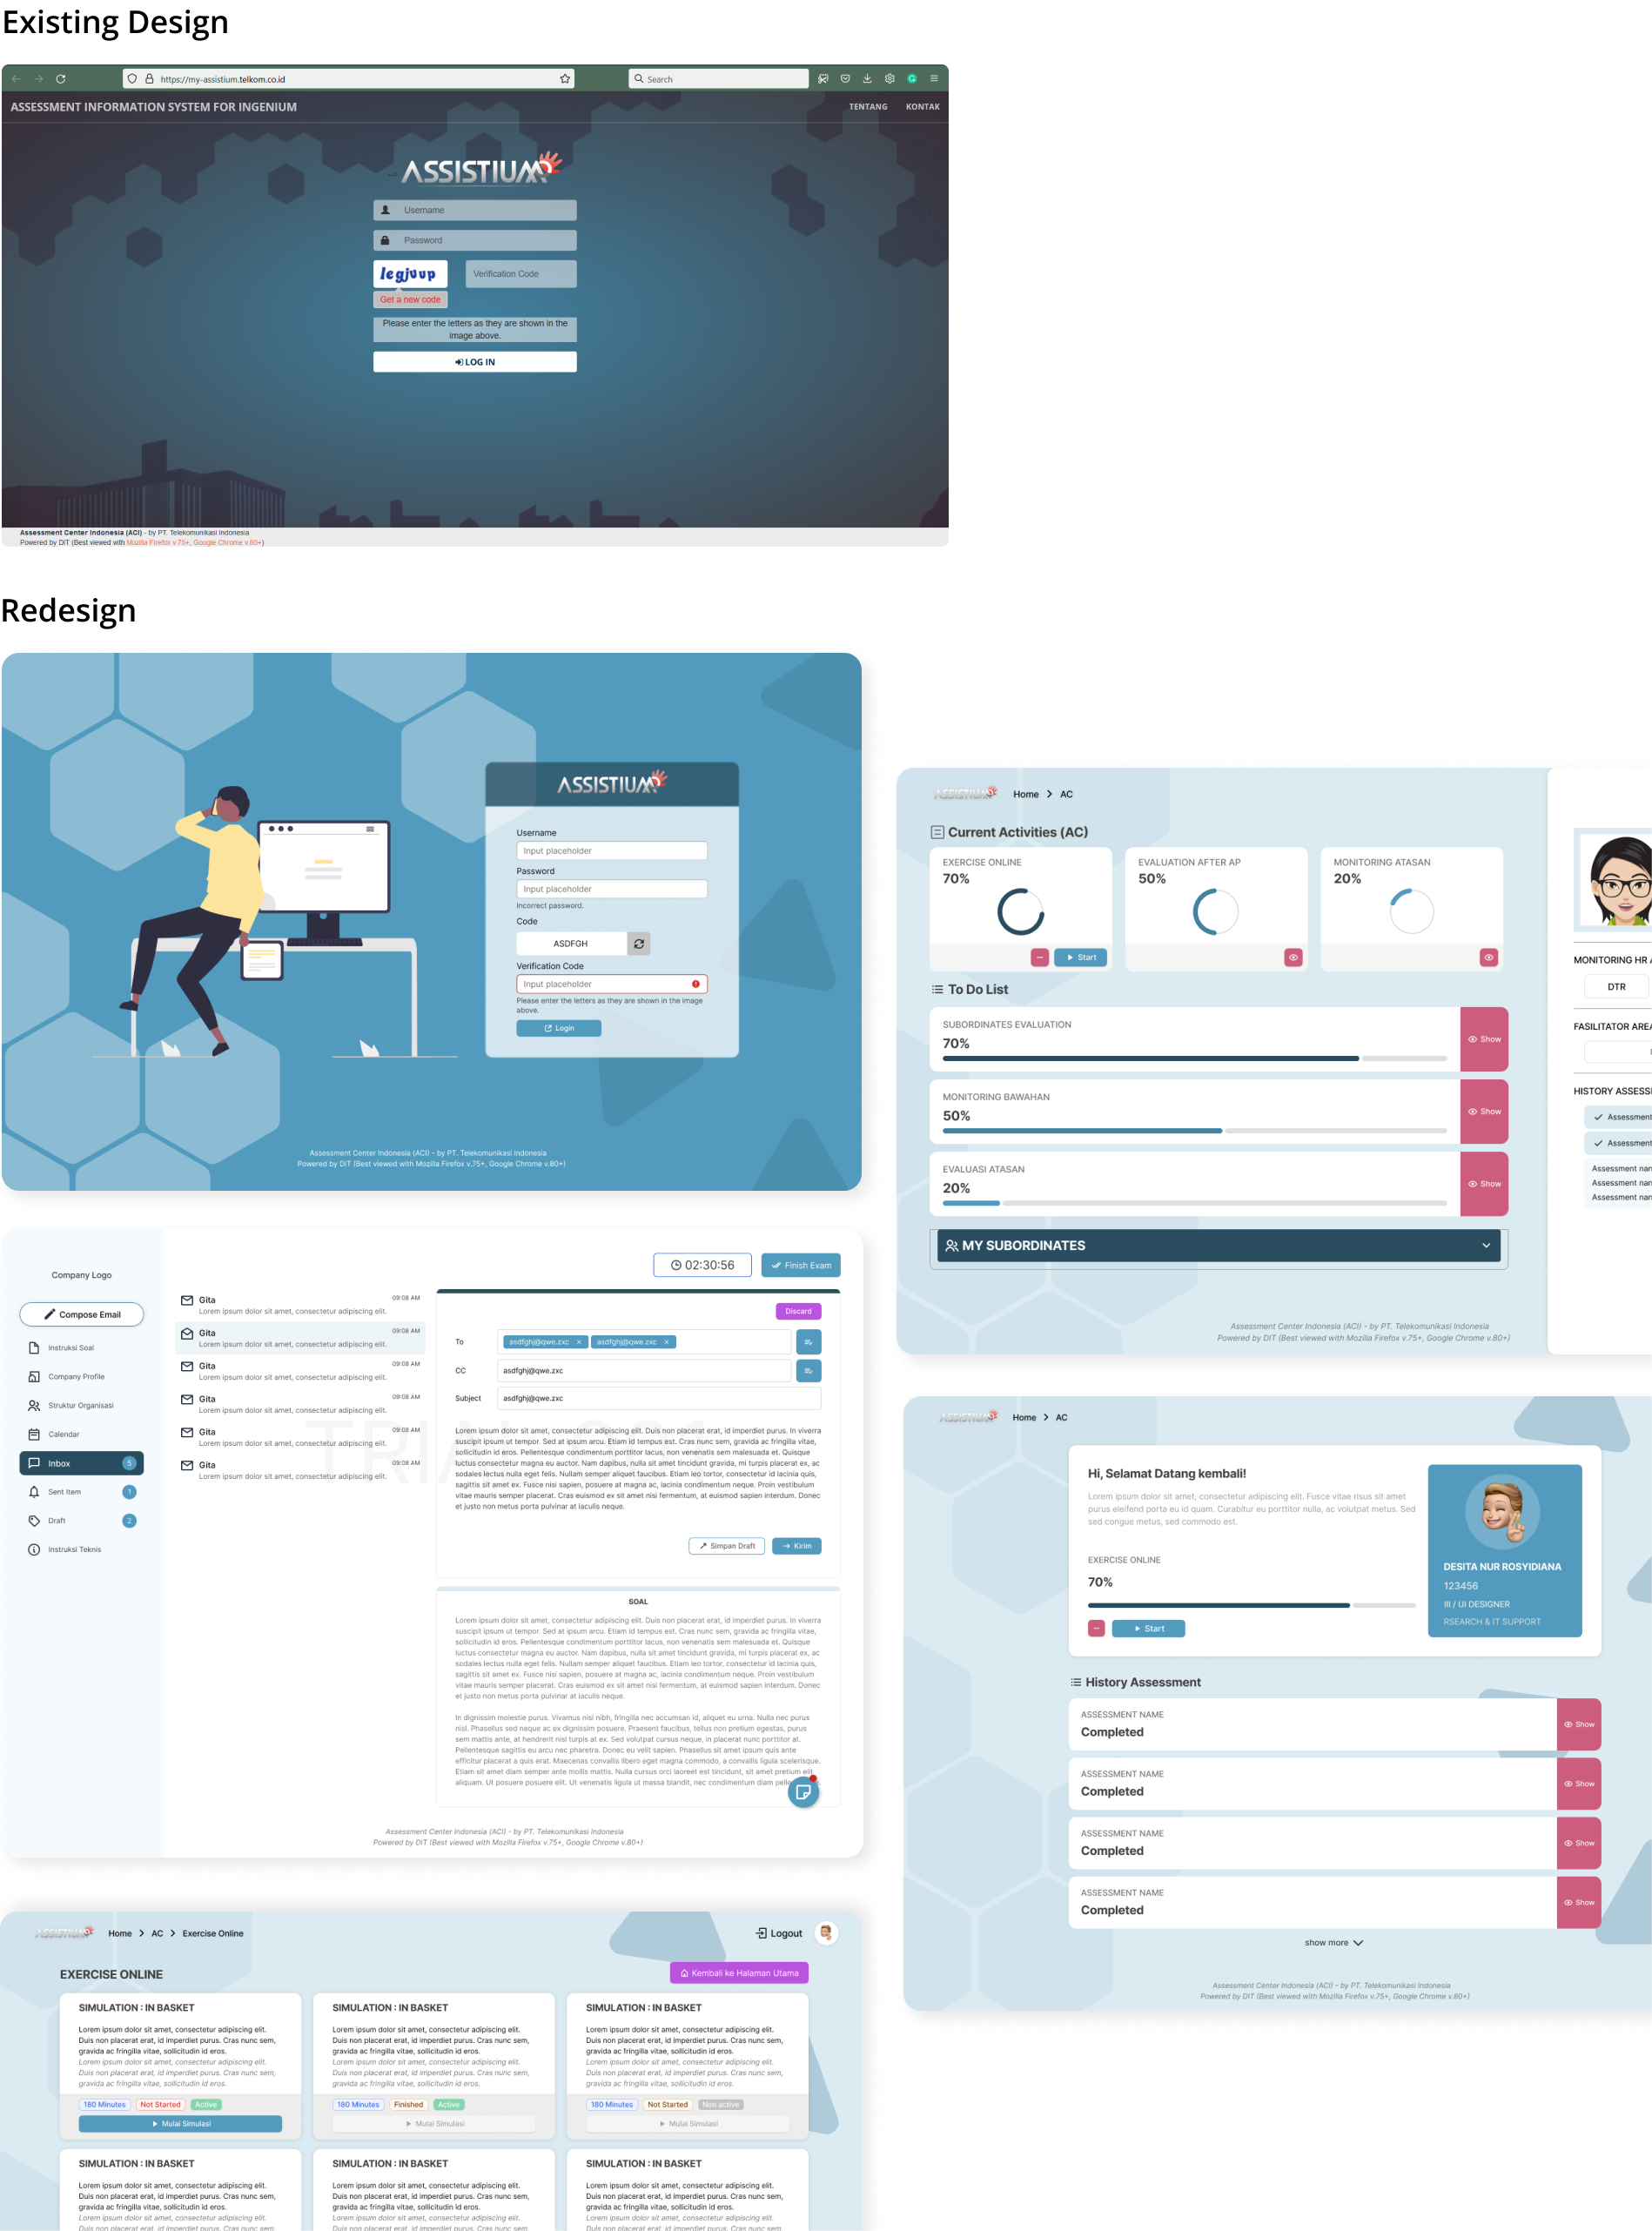 Existing Design
https://my-assistium.telkom.co.id
Search
ASSESSMENT INFORMATION SYSTEM FOR INGENIUM
TENTANG
KONTAK
ASSISTIUM
Username
Password
legjuup
Verification Code
Get a new code
Please enter the letters as they are shown in the
image above.
LOG IN
Assessment Center Indonesia (ACI) - by PT. Telekomunikasi Indonesia
Powered by DIT (Best viewed with Mozilla Firefox v.75+, Google Chrome v.80+)
Redesign
ASSISTIUM
Username
Input placeholder
Password
Input placeholder
Incorrect password.
Code
ASDFGH
Verification Code
Input placeholder
Please enter the letters as they are shown in the image
above.
Login
Assessment Center Indonesia (ACI) - by PT. Telekomunikasi Indonesia
Powered by DIT (Best viewed with Mozilla Firefox v.75+, Google Chrome v.80+)
ASSISTIUM
Home > AC
Current Activities (AC)
EXERCISE ONLINE
70%
Start
EVALUATION AFTER AP
50%
MONITORING ATASAN
20%
To Do List
SUBORDINATES EVALUATION
70%
Show
MONITORING BAWAHAN
50%
Show
EVALUASI ATASAN
20%
Show
MY SUBORDINATES
Assessment Center Indonesia (ACI) - by PT. Telekomunikasi Indonesia
Powered by DIT (Best viewed with Mozilla Firefox v.75+, Google Chrome v.80+)
MONITORING HR
DTR
FASILITATOR AREA
HISTORY ASSESS
Assessment
Assessment
Assessment nam
Assessment nam
Assessment nam
Company Logo
Compose Email
Instruksi Soal
Company Profile
Struktur Organisasi
Calendar
Inbox 5
Sent Item 1
Draft 2
Instruksi Teknis
Gita 09:08 AM
Lorem ipsum dolor sit amet, consectetur adipiscing elit.
Gita 09:08 AM
Lorem ipsum dolor sit amet, consectetur adipiscing elit.
Gita 09:08 AM
Lorem ipsum dolor sit amet, consectetur adipiscing elit.
Gita 09:08 AM
Lorem ipsum dolor sit amet, consectetur adipiscing elit.
Gita 09:08 AM
Lorem ipsum dolor sit amet, consectetur adipiscing elit.
Gita 09:08 AM
Lorem ipsum dolor sit amet, consectetur adipiscing elit.
02:30:56
Finish Exam
Discard
To
asdfghj@qwe.zxc ×
asdfghj@qwe.zxc ×
CC
asdfghj@qwe.zxc
Subject
asdfghj@qwe.zxc
Lorem ipsum dolor sit amet, consectetur adipiscing elit. Duis non placerat erat, id imperdiet purus. In viverra
suscipit ipsum ut tempor. Sed at ipsum arcu. Etiam id tempus est. Cras nunc sem, gravida ac fringilla vitae,
sollicitudin id eros. Pellentesque condimentum porttitor lacus, non venenatis sem malesuada et. Quisque
luctus consectetur magna eu auctor. Nam dapibus, nulla sit amet tincidunt gravida, mi turpis placerat ex, ac
sodales lectus nulla eget felis. Nullam semper aliquet faucibus. Etiam leo tortor, consectetur id lacinia quis,
sagittis sit amet ex. Fusce nisi sapien, posuere at magna ac, lacinia condimentum neque. Proin vestibulum
vitae mauris semper placerat. Cras euismod ex sit amet nisi fermentum, at euismod sapien interdum. Donec
et justo non metus porta pulvinar at iaculis neque.
Simpan Draft
Kirim
SOAL
Lorem ipsum dolor sit amet, consectetur adipiscing elit. Duis non placerat erat, id imperdiet purus. In viverra
suscipit ipsum ut tempor. Sed at ipsum arcu. Etiam id tempus est. Cras nunc sem, gravida ac fringilla vitae,
sollicitudin id eros. Pellentesque condimentum porttitor lacus, non venenatis sem malesuada et. Quisque
luctus consectetur magna eu auctor. Nam dapibus, nulla sit amet tincidunt gravida, mi turpis placerat ex, ac
sodales lectus nulla eget felis. Nullam semper aliquet faucibus. Etiam leo tortor, consectetur id lacinia quis,
sagittis sit amet ex. Fusce nisi sapien, posuere at magna ac, lacinia condimentum neque. Proin vestibulum
vitae mauris semper placerat. Cras euismod ex sit amet nisi fermentum, at euismod sapien interdum. Donec
et justo non metus porta pulvinar at iaculis neque.
In dignissim molestie purus. Vivamus nisi nibh, fringilla nec accumsan id, aliquet eu urna. Nulla nec purus
nisl. Phasellus sed neque ac ex dignissim posuere. Praesent faucibus, tellus non pretium egestas, purus
sem mattis ante, at hendrerit nisl turpis at ex. Sed volutpat cursus neque, in placerat nunc porttitor at.
Pellentesque sagittis eu arcu nec pharetra. Donec eu velit sapien. Phasellus sit amet ipsum quis ante
efficitur placerat a quis erat. Maecenas convallis libero eget magna commodo, a convallis ligula scelerisque.
Etiam sit amet diam semper ante mollis mattis. Nulla cursus orci laoreet est tincidunt, sit amet pretium elit
aliquam. Ut posuere posuere elit. Ut venenatis ligula ut massa blandit, nec condimentum diam
Assessment Center Indonesia (ACI) - by PT. Telekomunikasi Indonesia
Powered by DIT (Best viewed with Mozilla Firefox v.75+, Google Chrome v.80+)
ASSISTIUM
Home > AC
Hi, Selamat Datang kembali!
Lorem ipsum dolor sit amet, consectetur adipiscing elit. Fusce vitae risus sit amet
purus eleifend porta eu id quam. Curabitur eu porttitor nulla, ac volutpat metus. Sed
sed congue metus, sed commodo est.
EXERCISE ONLINE
70%
Start
DESITA NUR ROSYIDIANA
123456
III / UI DESIGNER
RSEARCH & IT SUPPORT
History Assessment
ASSESSMENT NAME
Completed
Show
ASSESSMENT NAME
Completed
Show
ASSESSMENT NAME
Completed
Show
ASSESSMENT NAME
Completed
Show
show more
Assessment Center Indonesia (ACI) - by PT. Telekomunikasi Indonesia
Powered by DIT (Best viewed with Mozilla Firefox v.75+, Google Chrome v.80+)
ASSISTIUM
Home > AC > Exercise Online
Logout
EXERCISE ONLINE
Kembali ke Halaman Utama
SIMULATION : IN BASKET
Lorem ipsum dolor sit amet, consectetur adipiscing elit.
Duis non placerat erat, id imperdiet purus. Cras nunc sem,
gravida ac fringilla vitae, sollicitudin id eros.
Lorem ipsum dolor sit amet, consectetur adipiscing elit.
Duis non placerat erat, id imperdiet purus. Cras nunc sem,
gravida ac fringilla vitae, sollicitudin id eros.
180 Minutes
Not Started
Active
Mulai Simulasi
SIMULATION : IN BASKET
Lorem ipsum dolor sit amet, consectetur adipiscing elit.
Duis non placerat erat, id imperdiet purus. Cras nunc sem,
gravida ac fringilla vitae, sollicitudin id eros.
Lorem ipsum dolor sit amet, consectetur adipiscing elit.
Duis non placerat erat, id imperdiet purus. Cras nunc sem,
gravida ac fringilla vitae, sollicitudin id eros.
180 Minutes
Finished
Active
Mulai Simulasi
SIMULATION : IN BASKET
Lorem ipsum dolor sit amet, consectetur adipiscing elit.
Duis non placerat erat, id imperdiet purus. Cras nunc sem,
gravida ac fringilla vitae, sollicitudin id eros.
Lorem ipsum dolor sit amet, consectetur adipiscing elit.
Duis non placerat erat, id imperdiet purus. Cras nunc sem,
gravida ac fringilla vitae, sollicitudin id eros.
180 Minutes
Not Started
Non active
Mulai Simulasi
SIMULATION : IN BASKET
Lorem ipsum dolor sit amet, consectetur adipiscing elit.
Duis non placerat erat, id imperdiet purus. Cras nunc sem,
gravida ac fringilla vitae, sollicitudin id eros.
Lorem ipsum dolor sit amet, consectetur adipiscing elit.
Duis non placerat erat, id imperdiet purus. Cras nunc sem
SIMULATION : IN BASKET
Lorem ipsum dolor sit amet, consectetur adipiscing elit.
Duis non placerat erat, id imperdiet purus. Cras nunc sem,
gravida ac fringilla vitae, sollicitudin id eros.
Lorem ipsum dolor sit amet, consectetur adipiscing elit.
Duis non placerat erat, id imperdiet purus. Cras nunc sem
SIMULATION : IN BASKET
Lorem ipsum dolor sit amet, consectetur adipiscing elit.
Duis non placerat erat, id imperdiet purus. Cras nunc sem,
gravida ac fringilla vitae, sollicitudin id eros.
Lorem ipsum dolor sit amet, consectetur adipiscing elit.
Duis non placerat erat, id imperdiet purus. Cras nunc sem